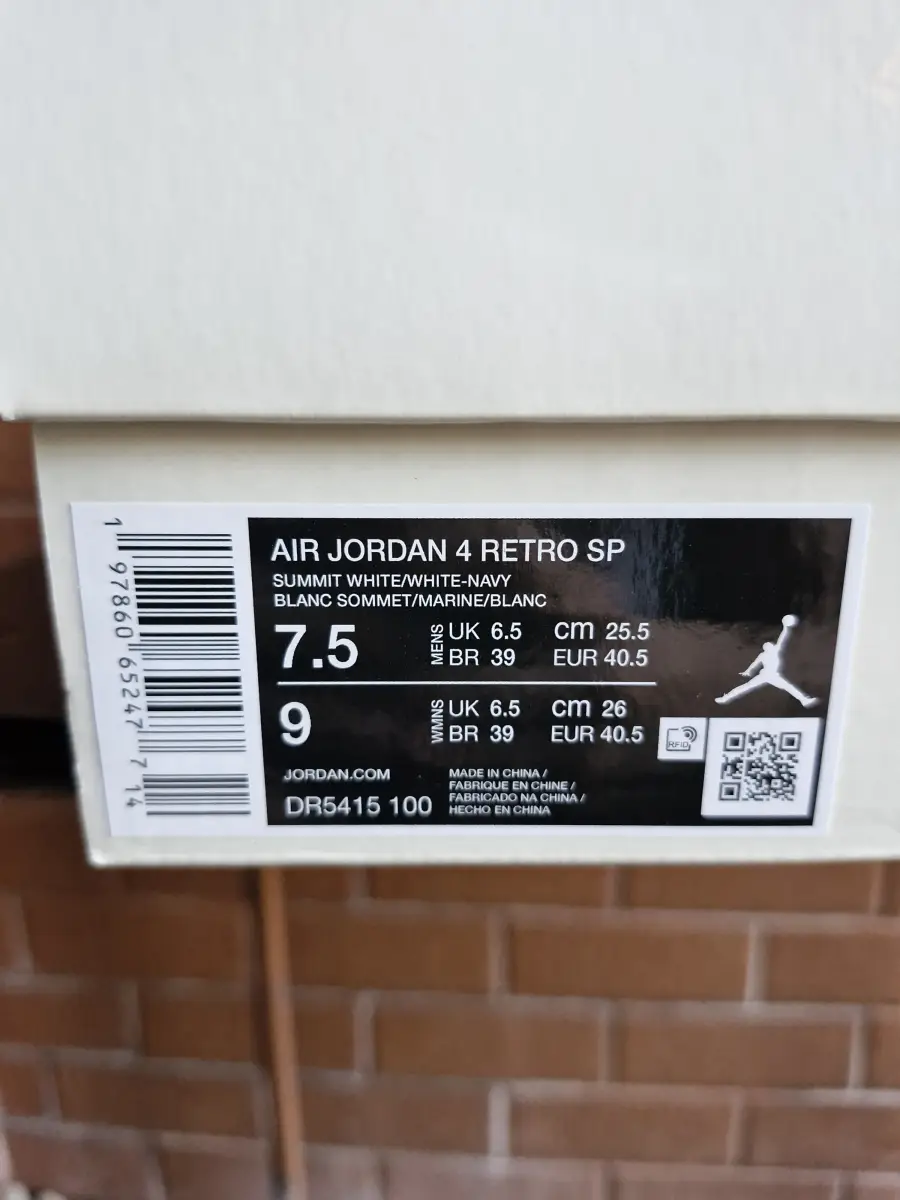 1 97860 65247 7 14
AIR JORDAN 4 RETRO SP
SUMMIT WHITE/WHITE-NAVY
BLANC SOMMET/MARINE/BLANC
7.5 MENS UK 6.5 cm 25.5
BR 39 EUR 40.5
9 WMNS UK 6.5 cm 26
BR 39 EUR 40.5
RFID
JORDAN.COM
DR5415 100
MADE IN CHINA /
FABRIQUE EN CHINE /
FABRICADO NA CHINA /
HECHO EN CHINA